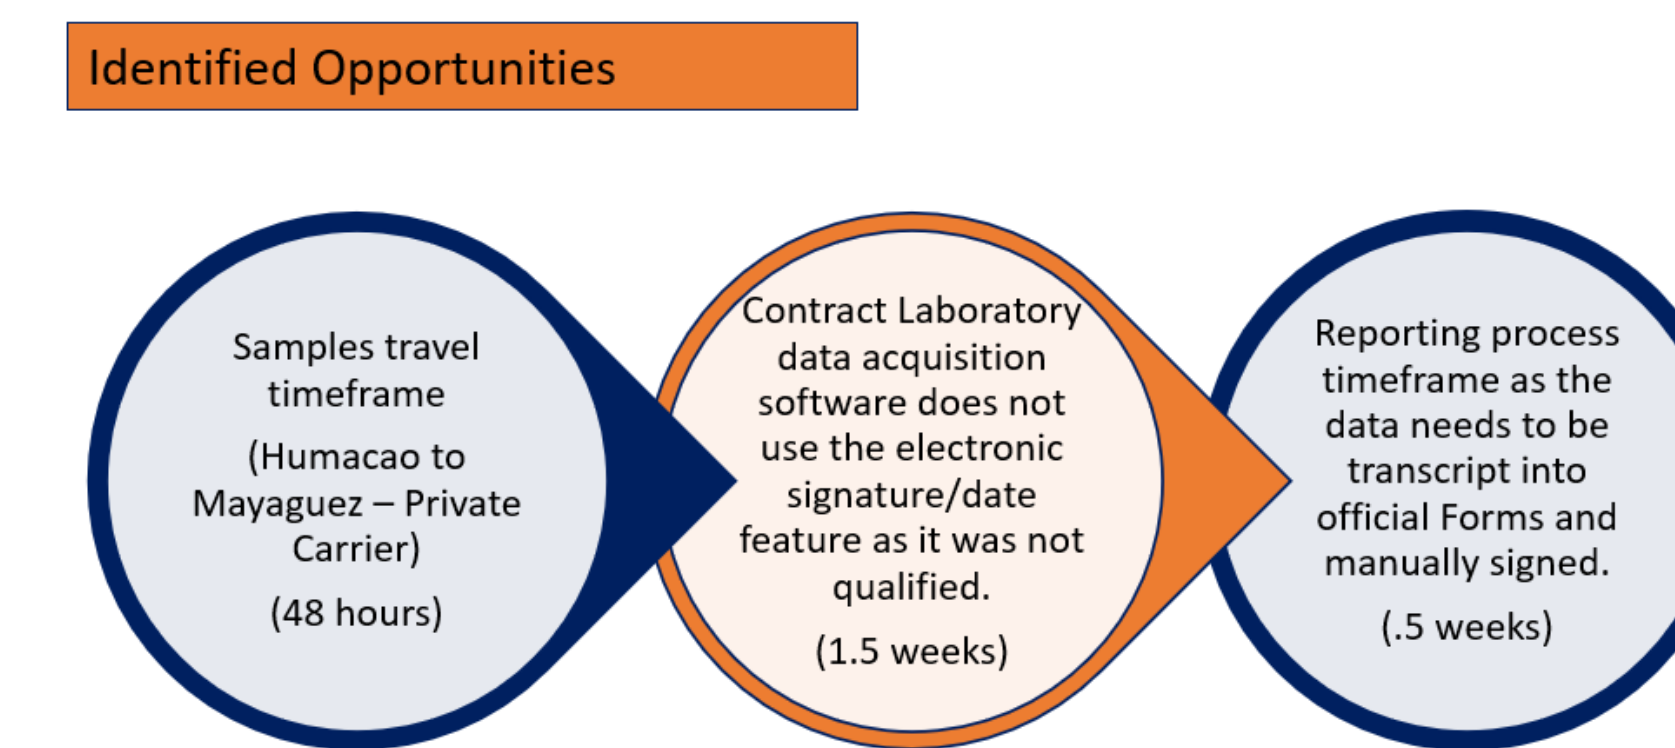 Identified Opportunities
Samples travel
timeframe
(Humacao to
Mayaguez – Private
Carrier)
(48 hours)
Contract Laboratory
data acquisition
software does not
use the electronic
signature/date
feature as it was not
qualified.
(1.5 weeks)
Reporting process
timeframe as the
data needs to be
transcript into
official Forms and
manually signed.
(.5 weeks)